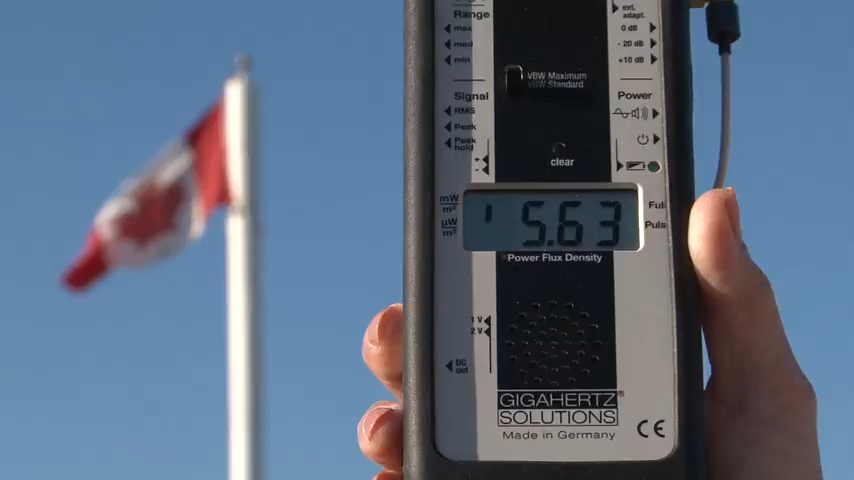 Range
max
med
min
Signal
RMS
Peak
Peak
hold
+
-
ext.
adapt.
0 dB
- 20 dB
+10 dB
VBW Maximum
VBW Standard
Power
clear
mW
m²
µW
m²
5.63
Full
Puls
Power Flux Density
1 V
2 V
DC
out
GIGAHERTZ®
SOLUTIONS
Made in Germany
CE